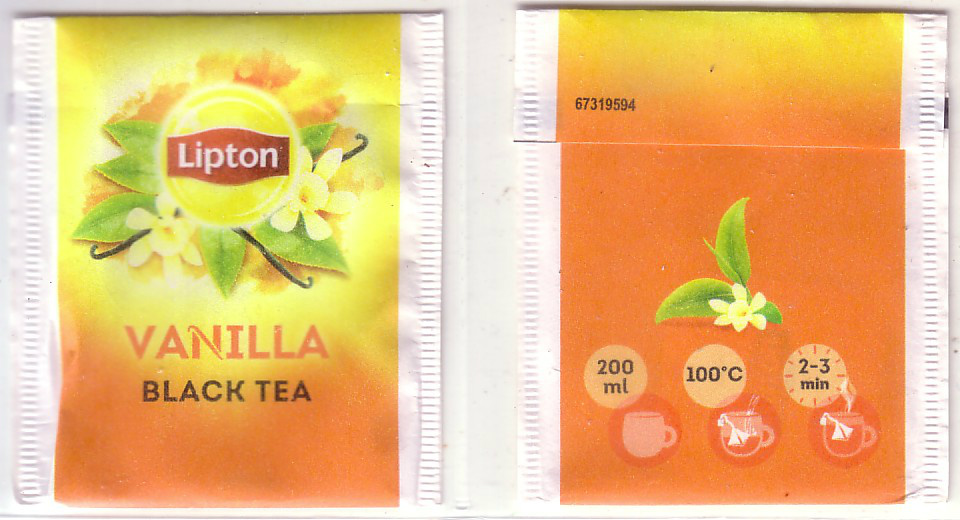 Lipton
VANILLA
BLACK TEA
67319594
200
ml
100°C
2-3
min